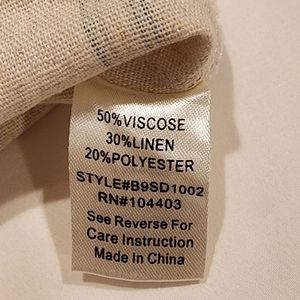 50%VISCOSE
30%LINEN
20%POLYESTER
STYLE#B9SD1002
RN#104403
See Reverse For
Care Instruction
Made In China